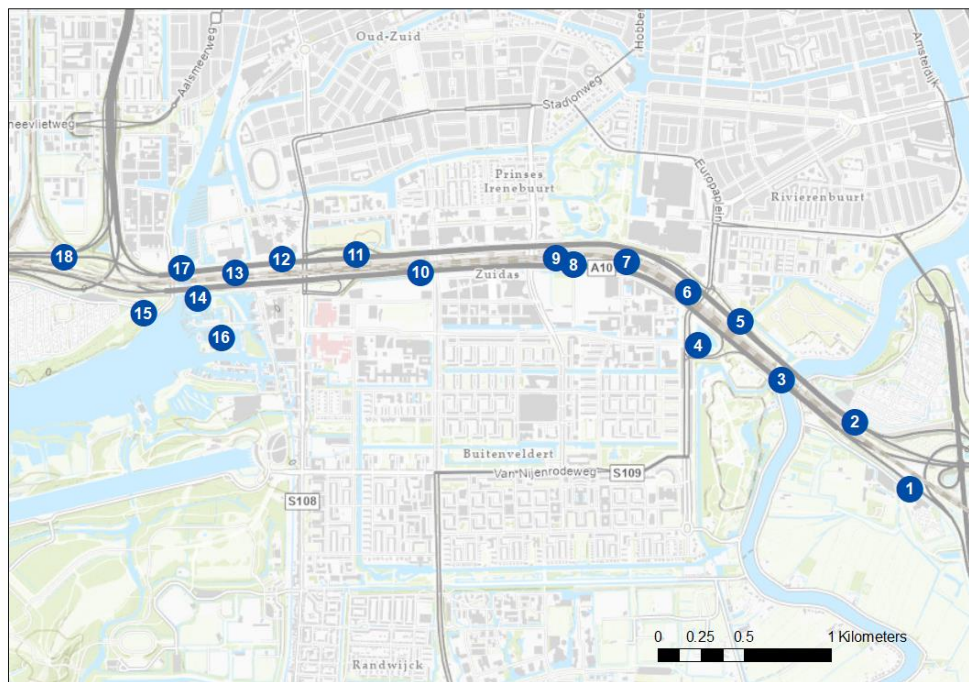 Oud-Zuid
Aalsmeerweg
Hobbe
Amsteldijk
neevlietweg
Stadionweg
Prinses
Irenebuurt
Europaplein
Rivierenbuurt
18
17
13
12
11
10
9
8
A10
7
Zuidas
14
15
16
6
5
4
3
2
1
Buitenveldert
Van Nijenrodeweg
S109
S108
0 0.25 0.5 1 Kilometers
Randwijck